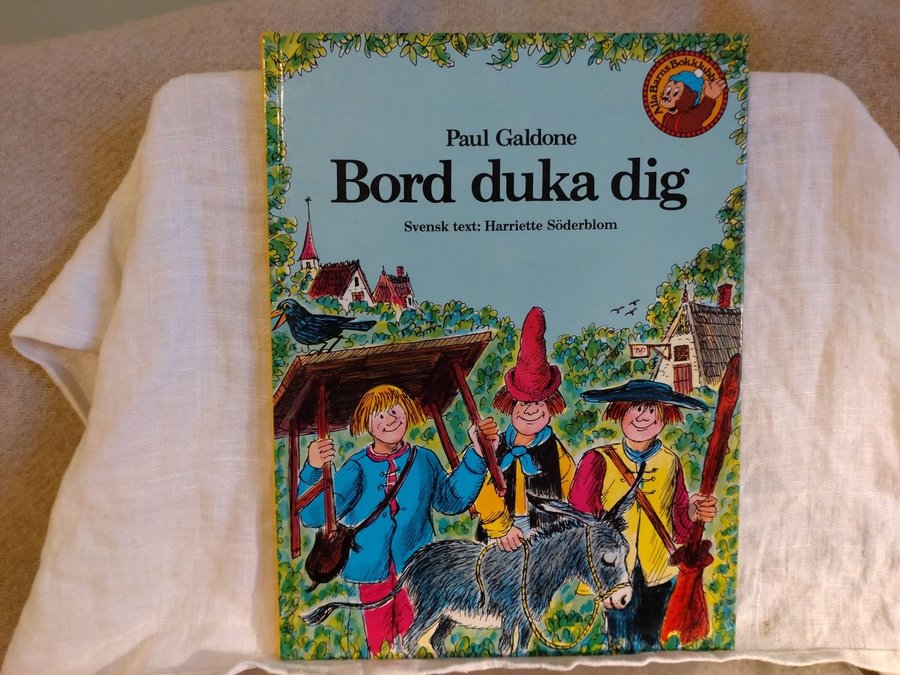 Alla Barns Bokklubb
Paul Galdone
Bord duka dig
Svensk text: Harriette Söderblom